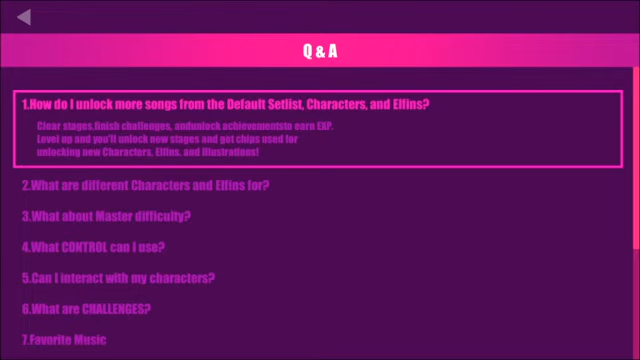 Q & A
1.How do I unlock more songs from the Default Setlist, Characters, and Elfins?
Clear stages,finish challenges, andunlock achievementsto earn EXP.
Level up and you'll unlock new stages and get chips used for
unlocking new Characters, Elfins, and Illustrations!
2.What are different Characters and Elfins for?
3.What about Master difficulty?
4.What CONTROL can I use?
5.Can I interact with my characters?
6.What are CHALLENGES?
7.Favorite Music